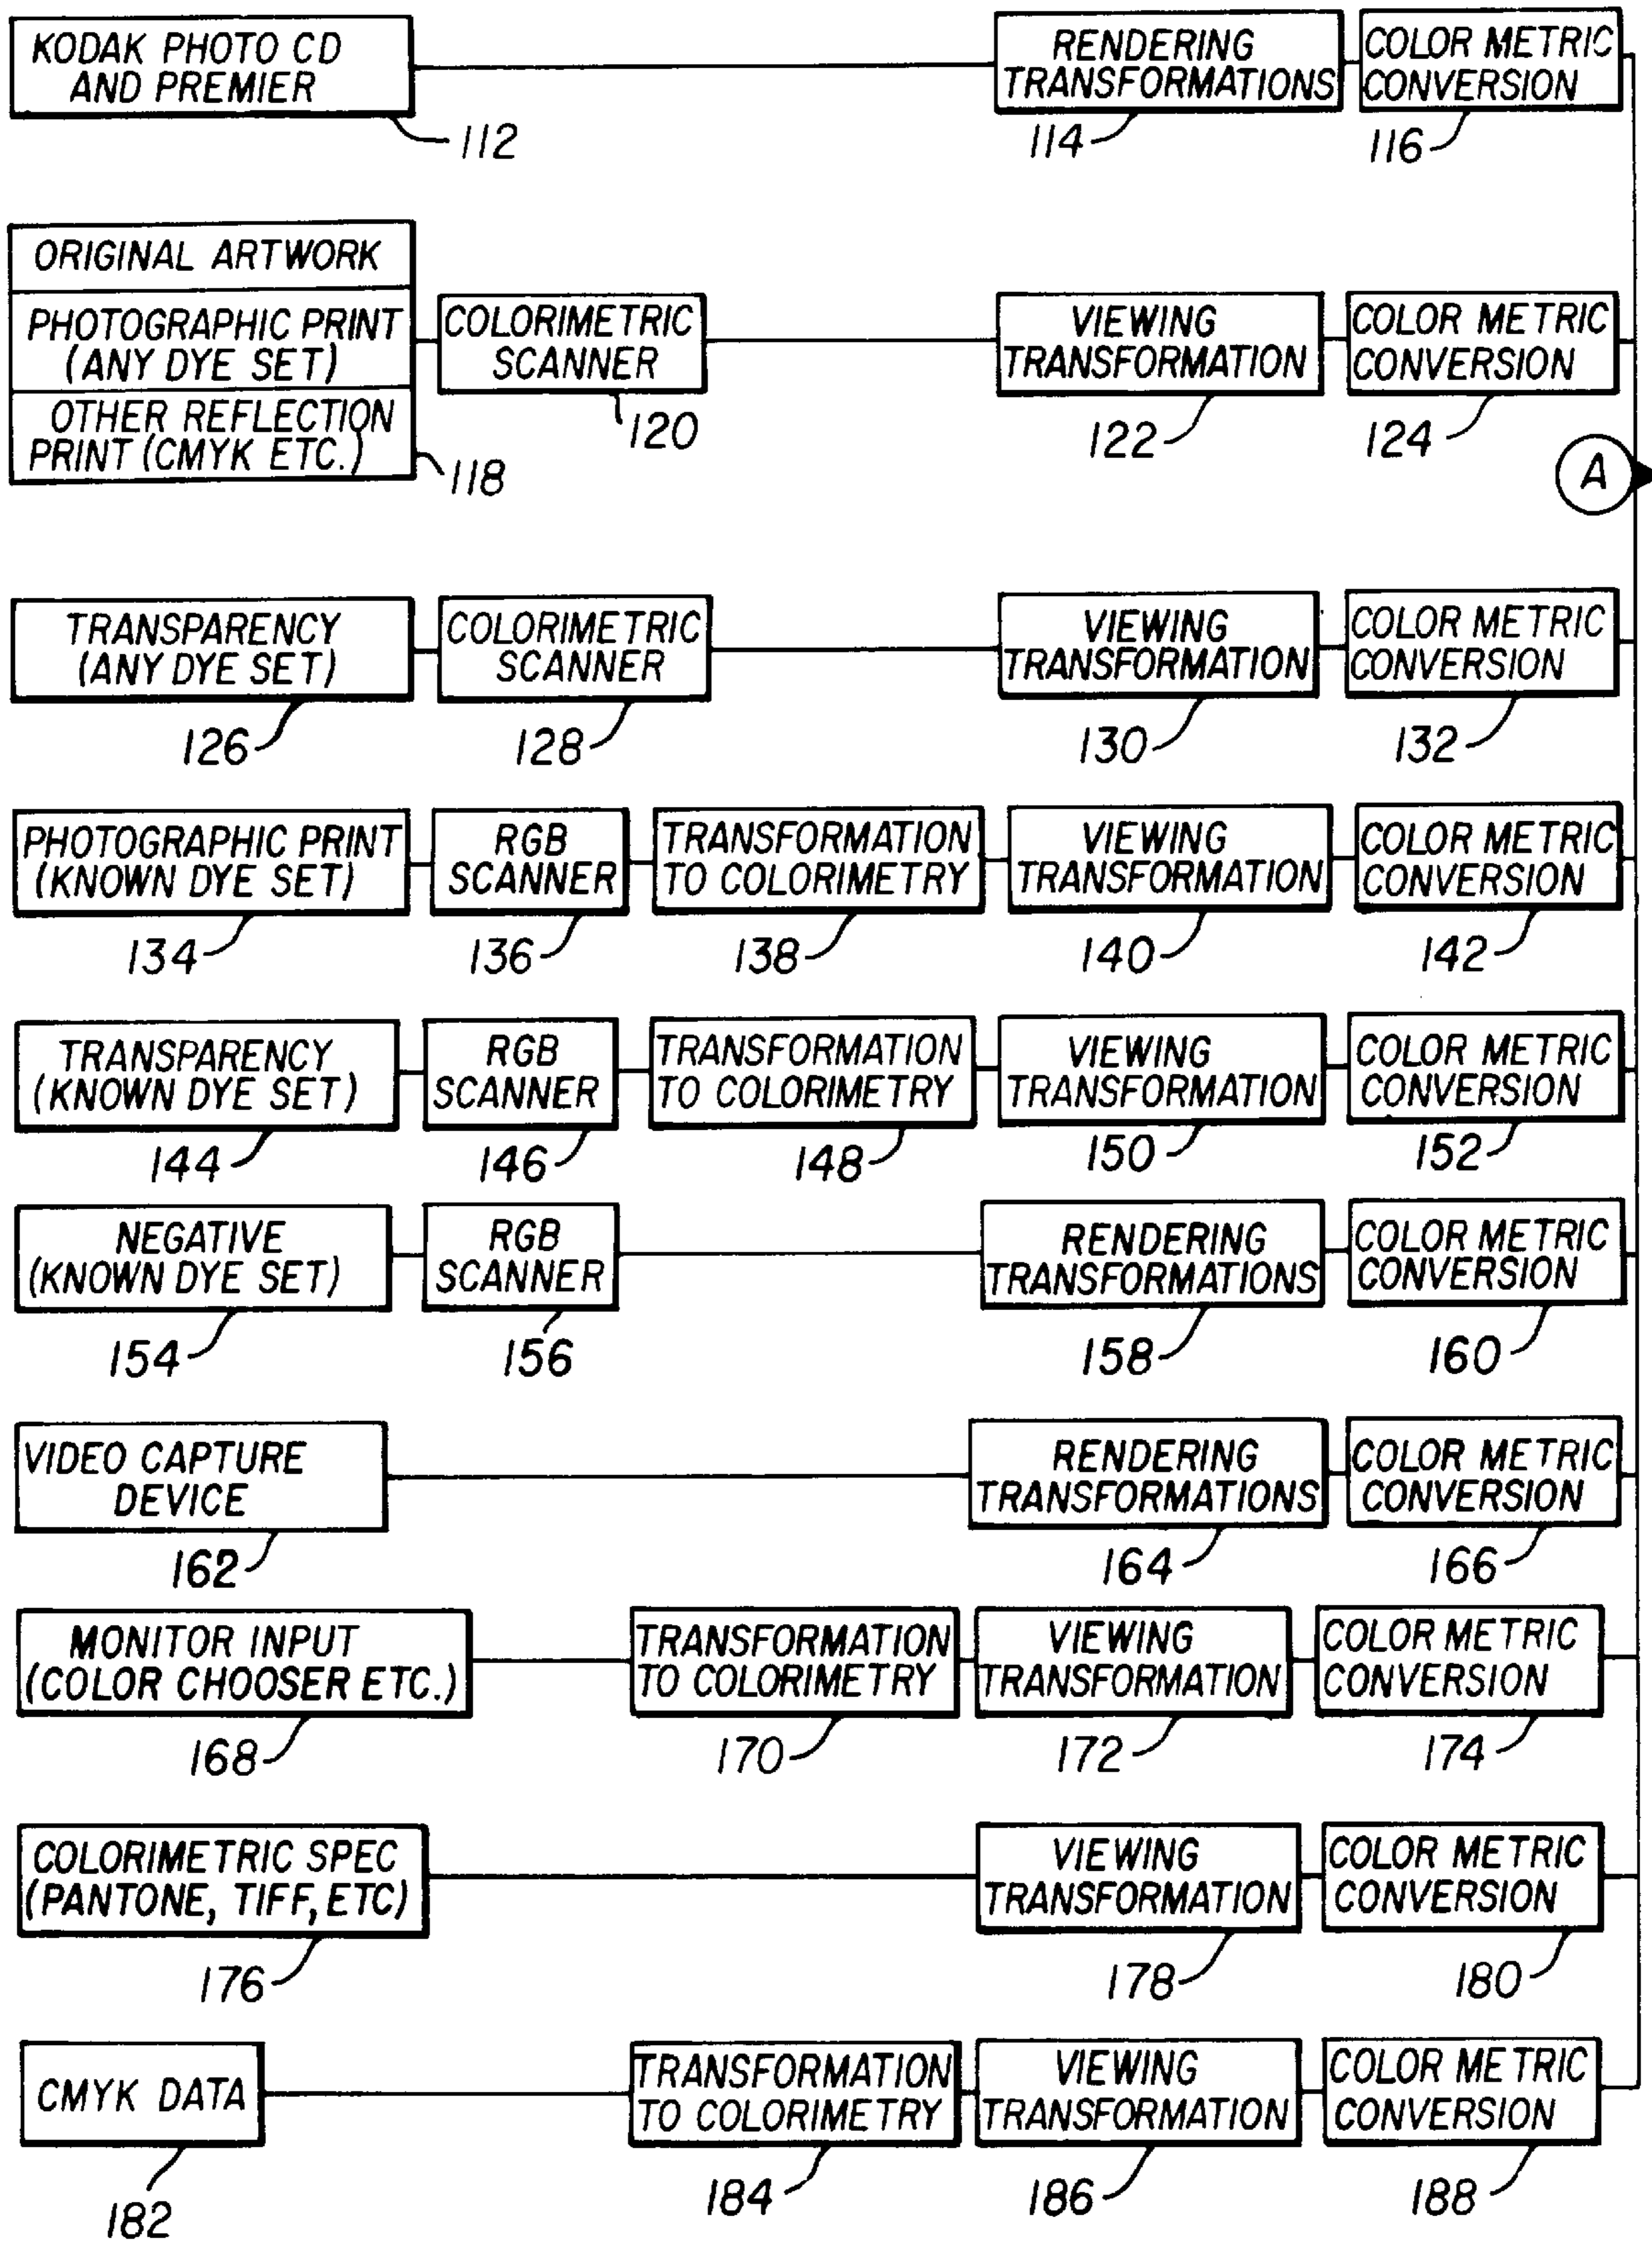 KODAK PHOTO CD
AND PREMIER
RENDERING
TRANSFORMATIONS
COLOR METRIC
CONVERSION
112
114
116
ORIGINAL ARTWORK
PHOTOGRAPHIC PRINT
(ANY DYE SET)
OTHER REFLECTION
PRINT (CMYK ETC.)
118
COLORIMETRIC
SCANNER
120
VIEWING
TRANSFORMATION
122
COLOR METRIC
CONVERSION
124
A
TRANSPARENCY
(ANY DYE SET)
126
COLORIMETRIC
SCANNER
128
VIEWING
TRANSFORMATION
130
COLOR METRIC
CONVERSION
132
PHOTOGRAPHIC PRINT
(KNOWN DYE SET)
134
RGB
SCANNER
136
TRANSFORMATION
TO COLORIMETRY
138
VIEWING
TRANSFORMATION
140
COLOR METRIC
CONVERSION
142
TRANSPARENCY
(KNOWN DYE SET)
144
RGB
SCANNER
146
TRANSFORMATION
TO COLORIMETRY
148
VIEWING
TRANSFORMATION
150
COLOR METRIC
CONVERSION
152
NEGATIVE
(KNOWN DYE SET)
154
RGB
SCANNER
156
RENDERING
TRANSFORMATIONS
158
COLOR METRIC
CONVERSION
160
VIDEO CAPTURE
DEVICE
162
RENDERING
TRANSFORMATIONS
164
COLOR METRIC
CONVERSION
166
MONITOR INPUT
(COLOR CHOOSER ETC.)
168
TRANSFORMATION
TO COLORIMETRY
170
VIEWING
TRANSFORMATION
172
COLOR METRIC
CONVERSION
174
COLORIMETRIC SPEC
(PANTONE, TIFF, ETC)
176
VIEWING
TRANSFORMATION
178
COLOR METRIC
CONVERSION
180
CMYK DATA
182
TRANSFORMATION
TO COLORIMETRY
184
VIEWING
TRANSFORMATION
186
COLOR METRIC
CONVERSION
188